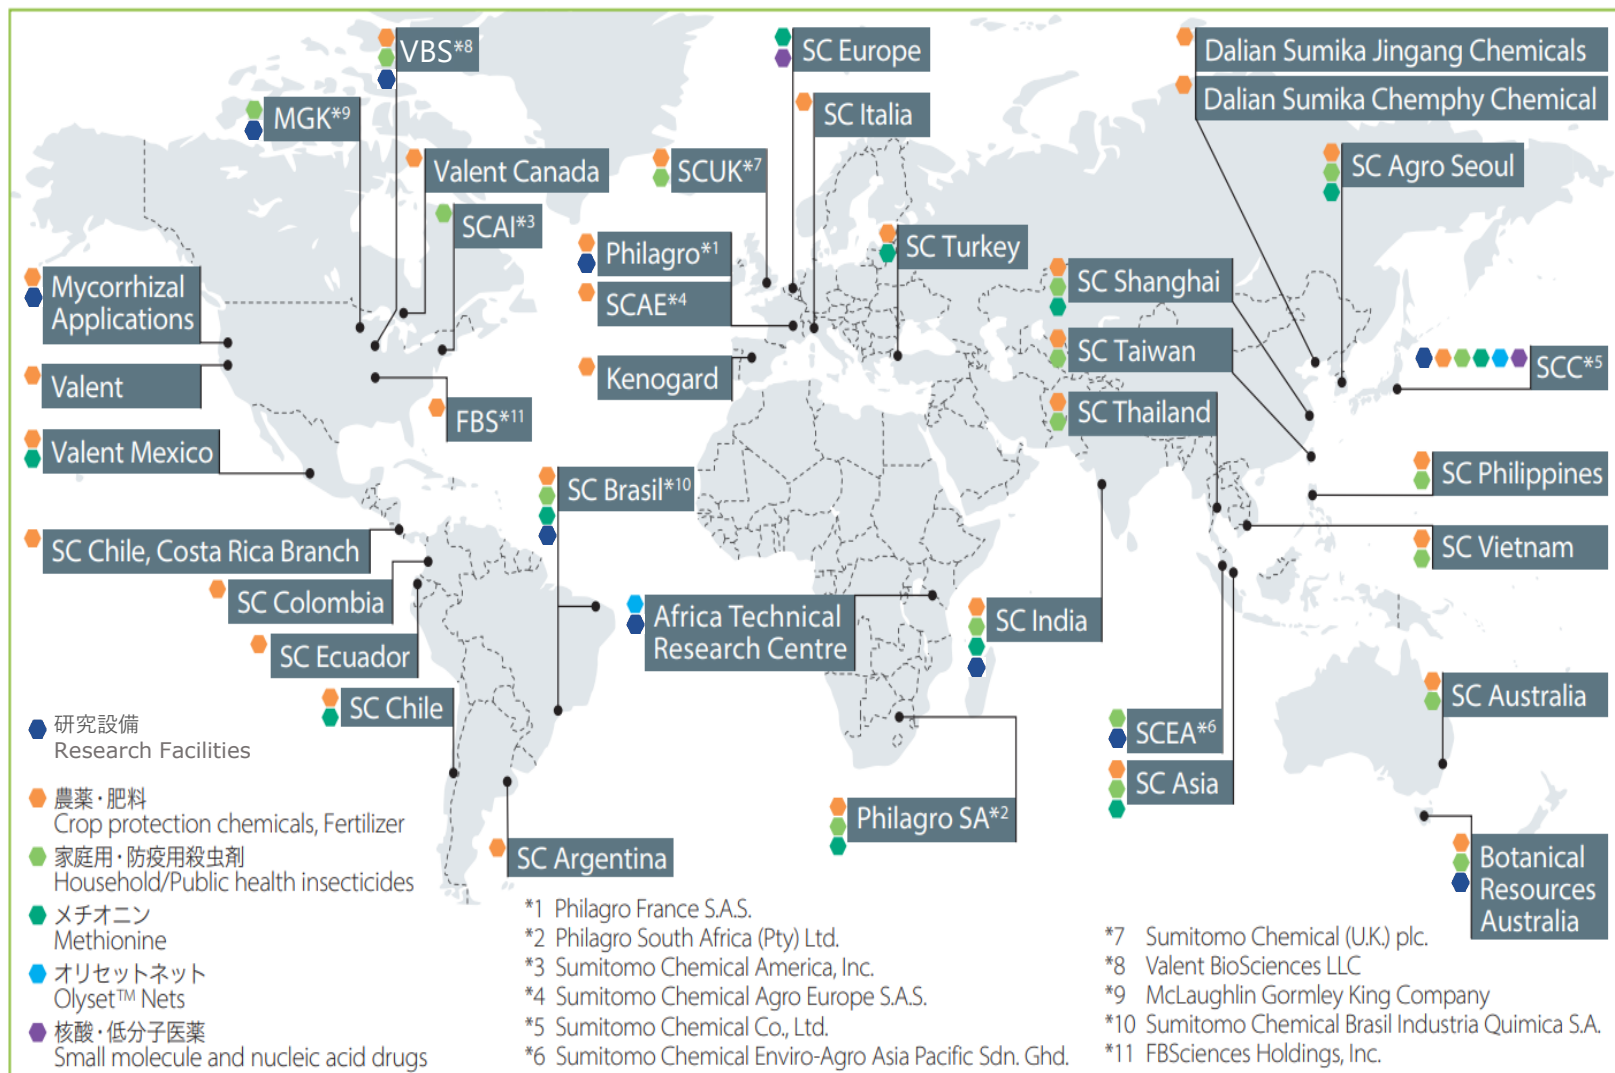 VBS*8
SC Europe
Dalian Sumika Jingang Chemicals
Dalian Sumika Chemphy Chemical
MGK*9
SC Italia
Valent Canada
SCUK*7
SC Agro Seoul
SCAI*3
Philagro*1
SC Turkey
SC Shanghai
Mycorrhizal
Applications
SCAE*4
SC Taiwan
SCC*5
Valent
Kenogard
FBS*11
SC Thailand
Valent Mexico
SC Brasil*10
SC Philippines
SC Chile, Costa Rica Branch
SC Vietnam
SC Colombia
Africa Technical
Research Centre
SC India
SC Ecuador
SC Chile
SC Australia
SCEA*6
SC Asia
Philagro SA*2
SC Argentina
Botanical
Resources
Australia
研究設備
Research Facilities
農薬・肥料
Crop protection chemicals, Fertilizer
家庭用・防疫用殺虫剤
Household/Public health insecticides
メチオニン
Methionine
オリセットネット
Olyset™ Nets
核酸・低分子医薬
Small molecule and nucleic acid drugs
*1 Philagro France S.A.S.
*2 Philagro South Africa (Pty) Ltd.
*3 Sumitomo Chemical America, Inc.
*4 Sumitomo Chemical Agro Europe S.A.S.
*5 Sumitomo Chemical Co., Ltd.
*6 Sumitomo Chemical Enviro-Agro Asia Pacific Sdn. Ghd.
*7 Sumitomo Chemical (U.K.) plc.
*8 Valent BioSciences LLC
*9 McLaughlin Gormley King Company
*10 Sumitomo Chemical Brasil Industria Quimica S.A.
*11 FBSciences Holdings, Inc.